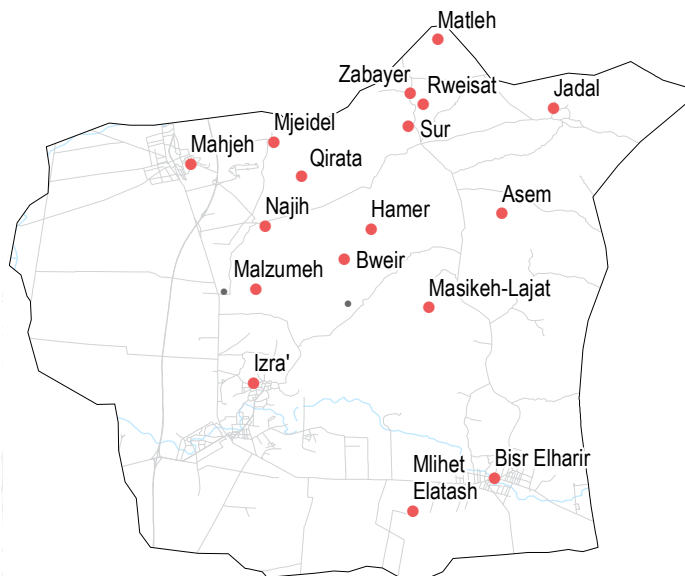 Matleh
Zabayer
Rweisat
Jadal
Sur
Mjeidel
Mahjeh
Qirata
Asem
Najih
Hamer
Bweir
Malzumeh
Masikeh-Lajat
Izra'
Mlihet
Elatash
Bisr Elharir